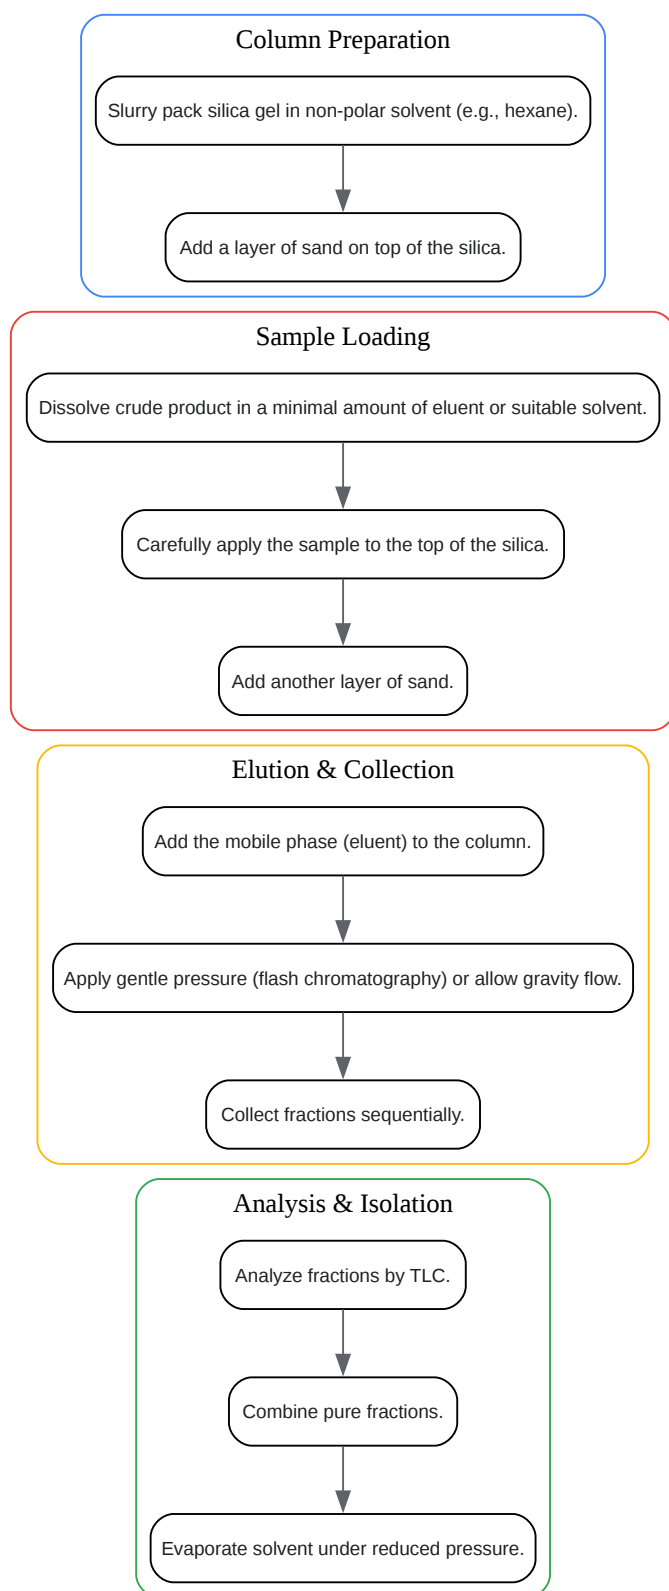 Column Preparation
Slurry pack silica gel in non-polar solvent (e.g., hexane).
Add a layer of sand on top of the silica.
Sample Loading
Dissolve crude product in a minimal amount of eluent or suitable solvent.
Carefully apply the sample to the top of the silica.
Add another layer of sand.
Elution & Collection
Add the mobile phase (eluent) to the column.
Apply gentle pressure (flash chromatography) or allow gravity flow.
Collect fractions sequentially.
Analysis & Isolation
Analyze fractions by TLC.
Combine pure fractions.
Evaporate solvent under reduced pressure.